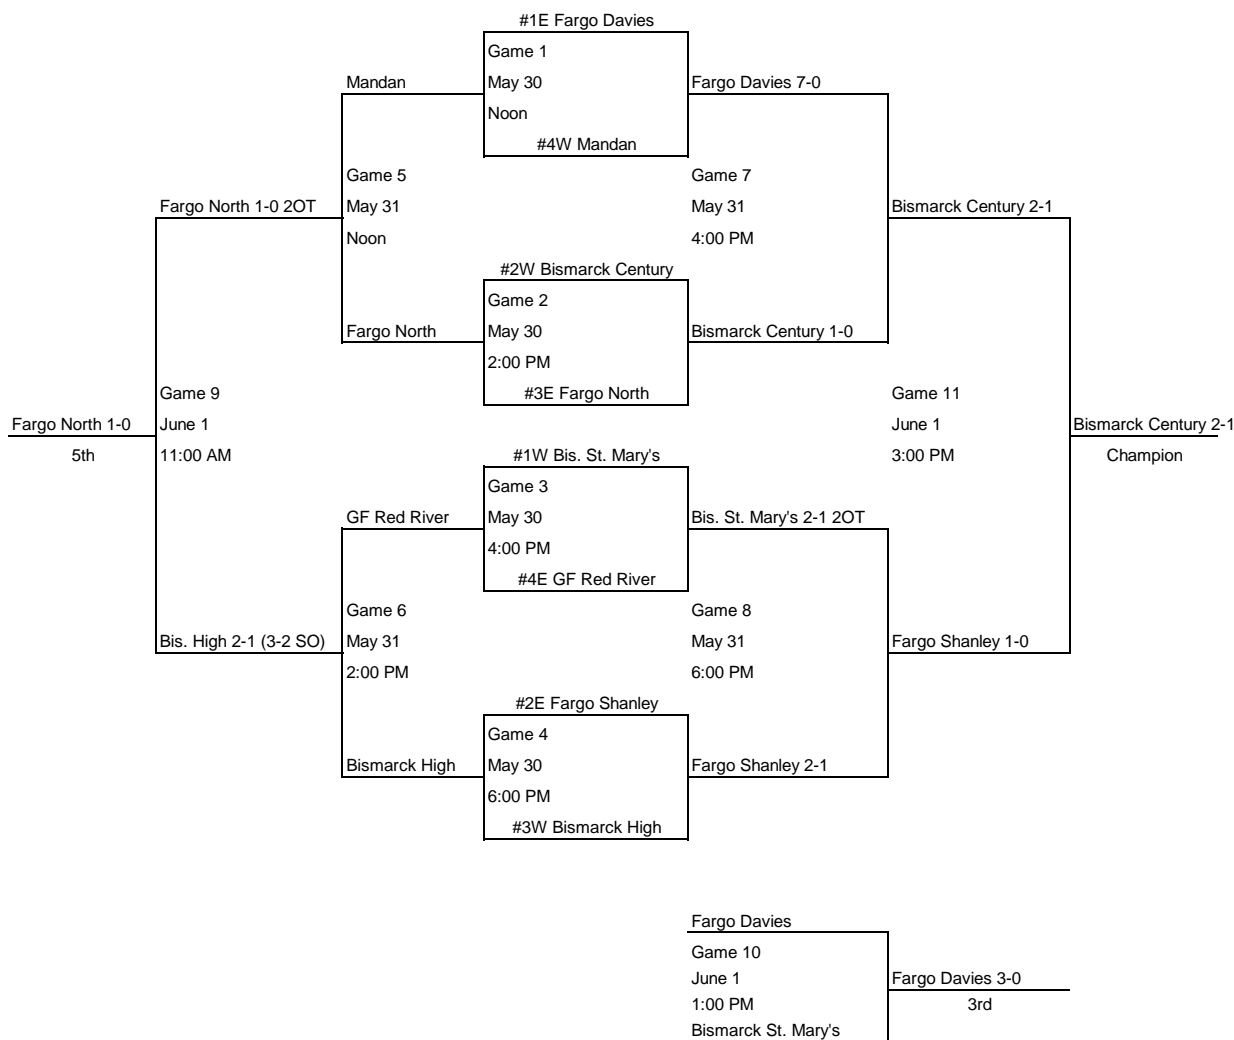 #1E Fargo Davies
Game 1
Mandan
May 30
Fargo Davies 7-0
Noon
#4W Mandan
Game 5
Game 7
Fargo North 1-0 2OT
May 31
May 31
Bismarck Century 2-1
Noon
4:00 PM
#2W Bismarck Century
Game 2
Fargo North
May 30
Bismarck Century 1-0
2:00 PM
#3E Fargo North
Game 9
Game 11
Fargo North 1-0
June 1
June 1
Bismarck Century 2-1
5th
11:00 AM
#1W Bis. St. Mary's
3:00 PM
Champion
Game 3
GF Red River
May 30
Bis. St. Mary's 2-1 2OT
4:00 PM
#4E GF Red River
Game 6
Game 8
Bis. High 2-1 (3-2 SO)
May 31
May 31
Fargo Shanley 1-0
2:00 PM
6:00 PM
#2E Fargo Shanley
Game 4
Bismarck High
May 30
Fargo Shanley 2-1
6:00 PM
#3W Bismarck High
Fargo Davies
Game 10
June 1
Fargo Davies 3-0
1:00 PM
3rd
Bismarck St. Mary's